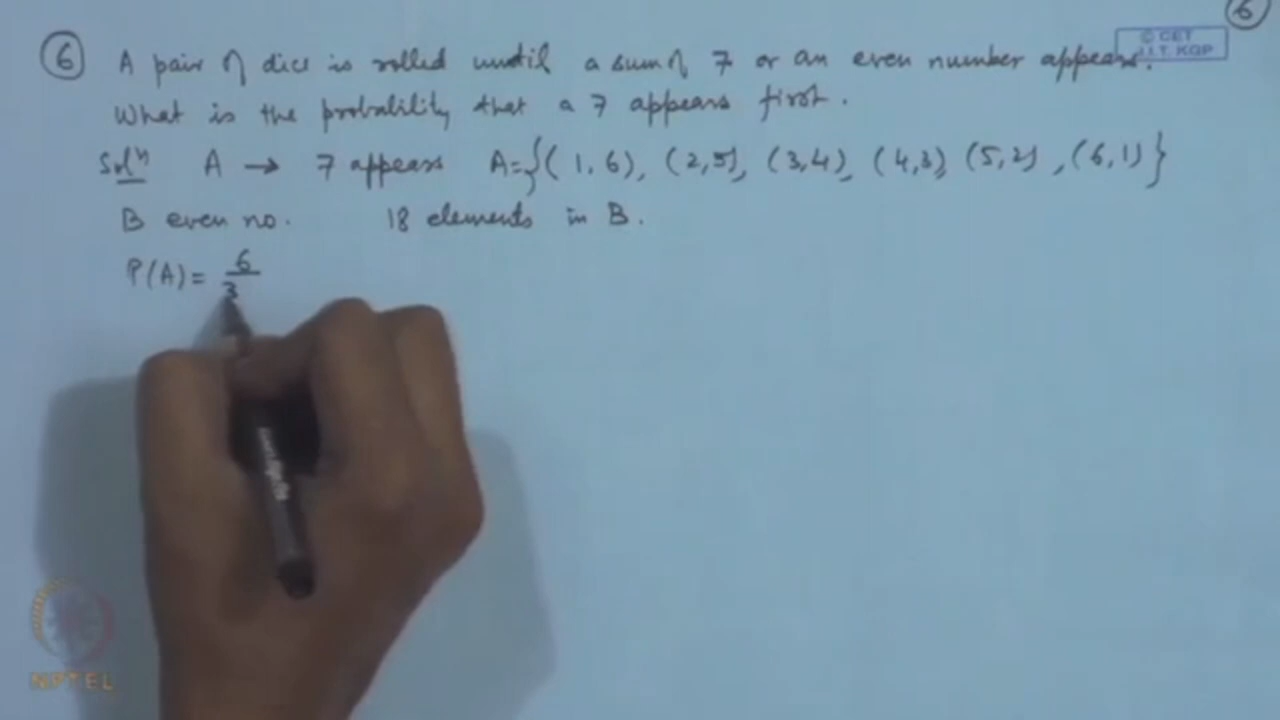 6
© CET
I.I.T. KGP
6 A pair of dice is rolled until a sum of 7 or an even number appears.
What is the probability that a 7 appears first.
Solⁿ A → 7 appears A={(1,6), (2,5), (3,4), (4,3) (5,2), (6,1)}
B even no. 18 elements in B.
P(A) = 6/3
NPTEL